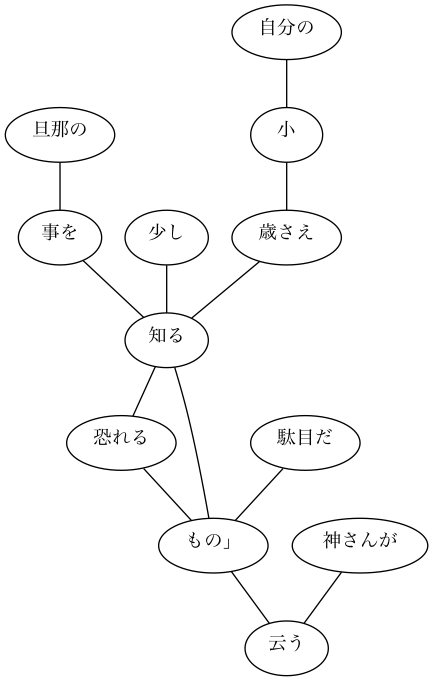 自分の
旦那の
小
事を
少し
歳さえ
知る
恐れる
駄目だ
もの」
神さんが
云う